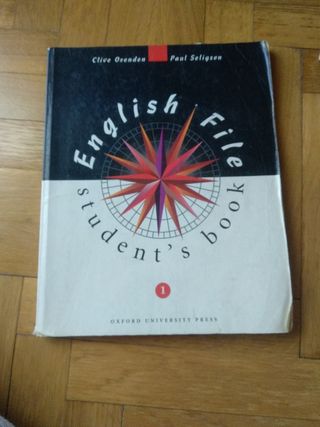 Clive Oxenden Paul Seligson
English File
student's book
1
OXFORD UNIVERSITY PRESS